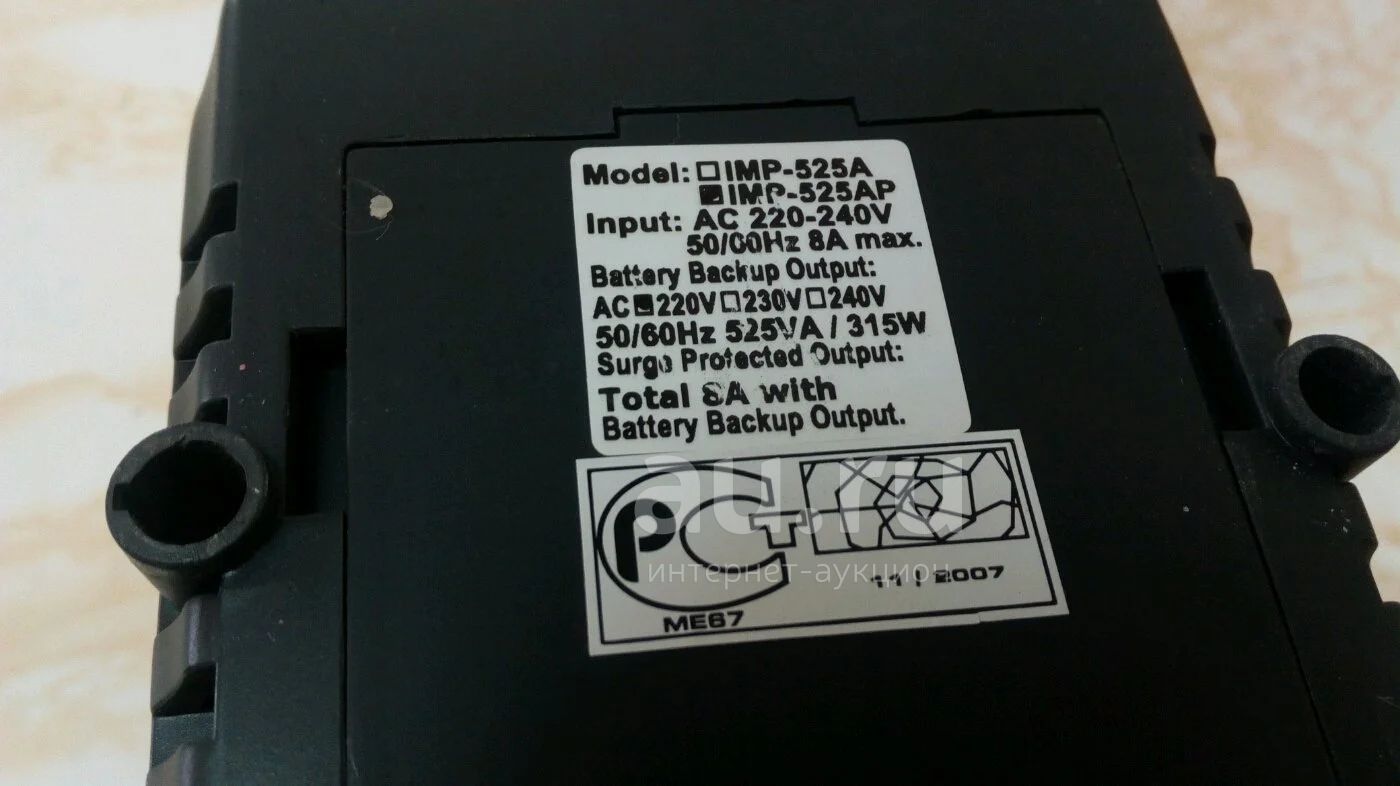 Model: ☐IMP-525A
☑IMP-525AP
Input: AC 220-240V
50/60Hz 8A max.
Battery Backup Output:
AC☑220V☐230V☐240V
50/60Hz 525VA / 315W
Surge Protected Output:
Total 8A with
Battery Backup Output.
au.ru
интернет-аукцион
РСТ
11 2007
ME67